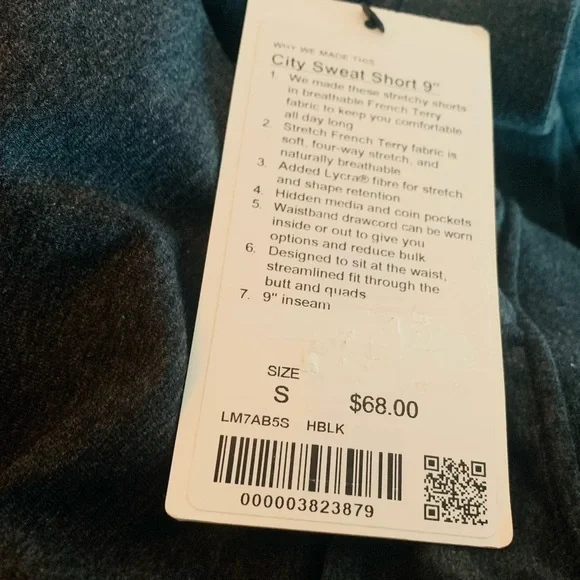 WHY WE MADE THIS
City Sweat Short 9"
1. We made these stretchy shorts
in breathable French Terry
fabric to keep you comfortable
all day long
2. Stretch French Terry fabric is
soft, four-way stretch, and
naturally breathable
3. Added Lycra® fibre for stretch
and shape retention
4. Hidden media and coin pockets
5. Waistband drawcord can be worn
inside or out to give you
options and reduce bulk
6. Designed to sit at the waist,
streamlined fit through the
butt and quads
7. 9" inseam
SIZE
S $68.00
LM7AB5S HBLK
000003823879